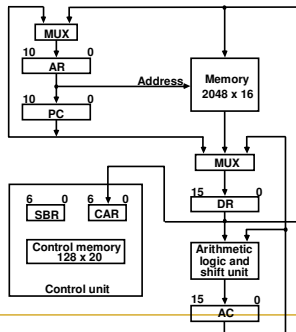 MUX
10 0
AR
Address
Memory
2048 x 16
10 0
PC
MUX
6 0 6 0
SBR CAR
15 0
DR
Control memory
128 x 20
Arithmetic
logic and
shift unit
Control unit
15 0
AC